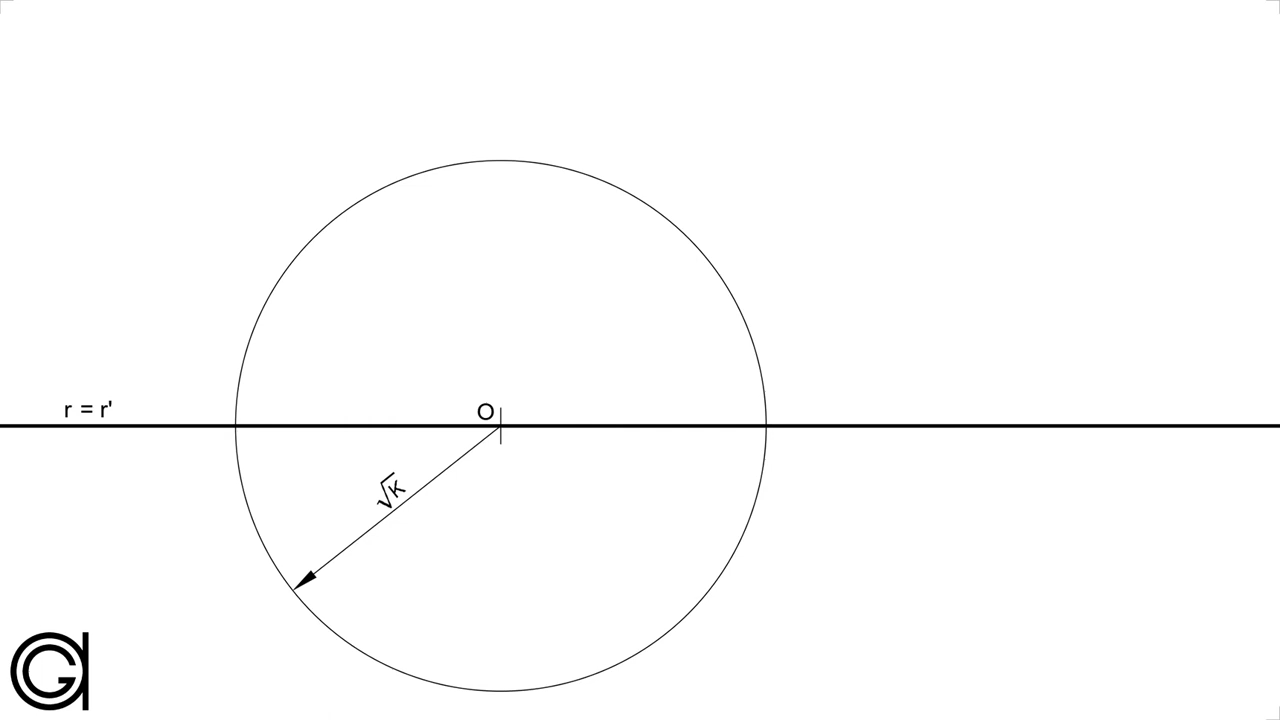 r = r'
O
√K